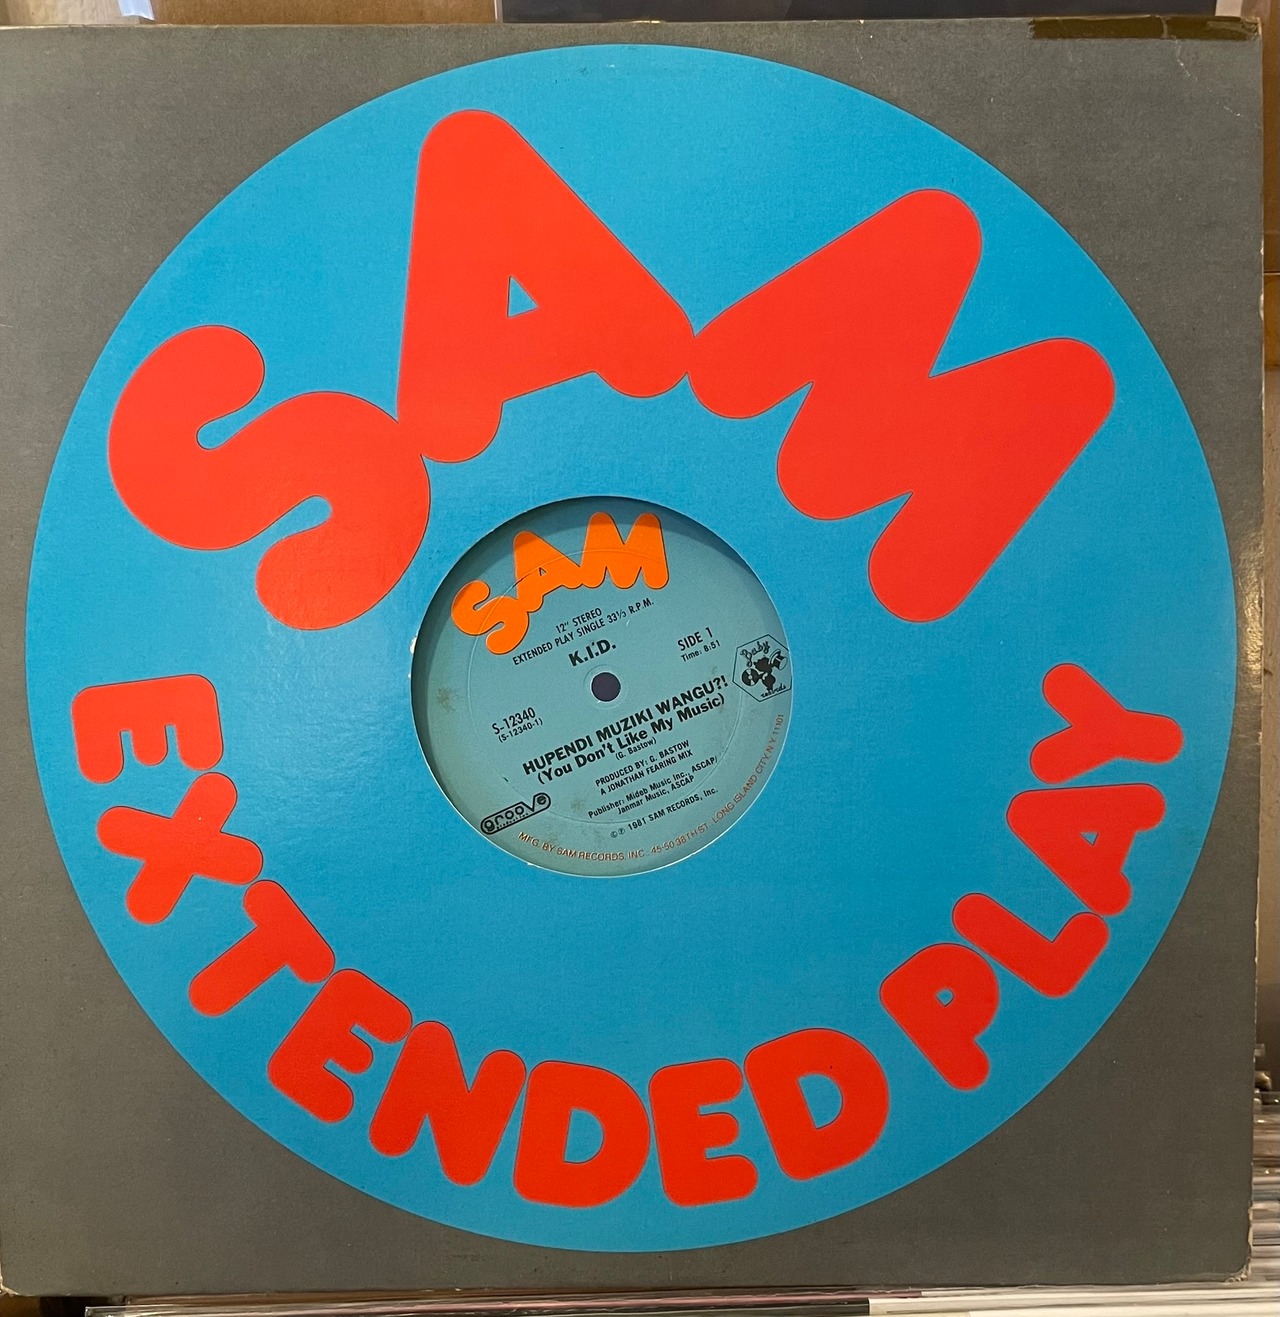 SAM
EXTENDED PLAY
SAM
12" STEREO
EXTENDED PLAY SINGLE 33⅓ R.P.M.
K.I.D.
SIDE 1
Time: 8:51
Baby
records
S-12340
(S-12340-1)
HUPENDI MUZIKI WANGU?!
(You Don't Like My Music)
(G. Bastow)
PRODUCED BY: G. BASTOW
A JONATHAN FEARING MIX
Publisher: Mideb Music Inc., ASCAP/
Janmar Music, ASCAP
groove
©℗ 1981 SAM RECORDS, Inc.
MFG. BY SAM RECORDS, INC. 45-50 38TH ST. LONG ISLAND CITY, N.Y. 11101